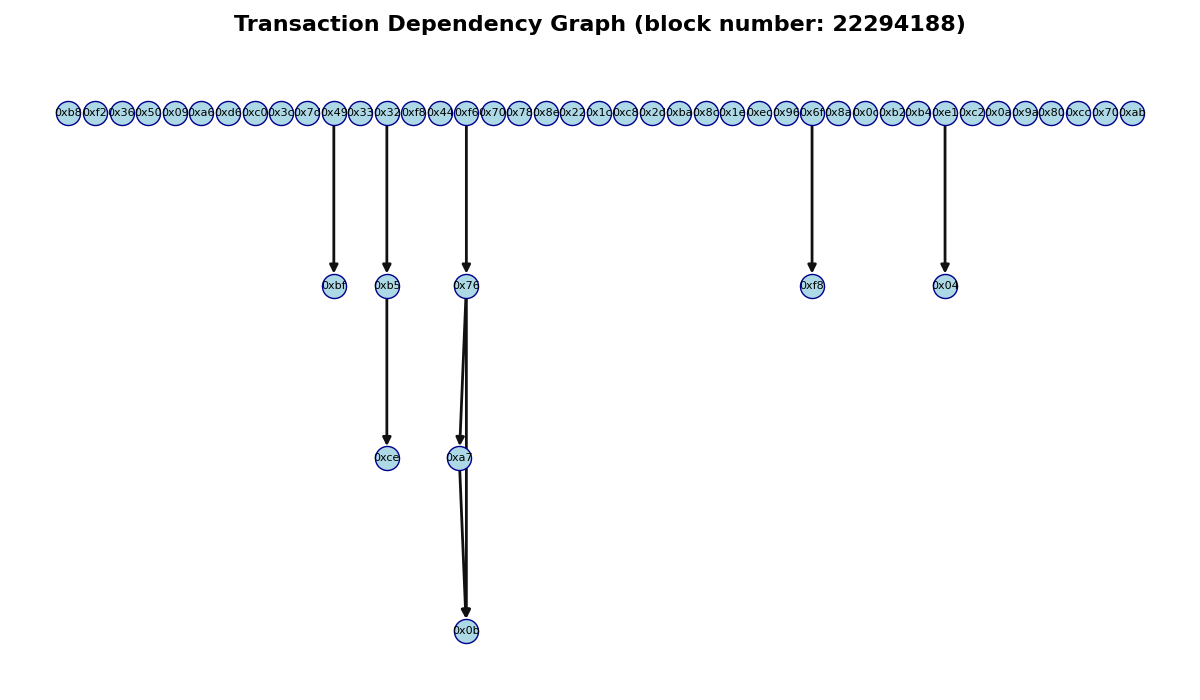 Transaction Dependency Graph (block number: 22294188)
0xb8 0xf2 0x36 0x50 0x09 0xa6 0xd6 0xc0 0x3c 0x7d 0x49 0x33 0x32 0xf8 0x44 0xf6 0x70 0x78 0x8e 0x22 0x1c 0xc8 0x2d 0xba 0x8c 0x1e 0xec 0x96 0x6f 0x8a 0x0c 0xb2 0xb4 0xe1 0xc2 0x0a 0x9a 0x80 0xcc 0x70 0xab
0xbf 0xb5 0x76 0xf8 0x04
0xce 0xa7
0x0b